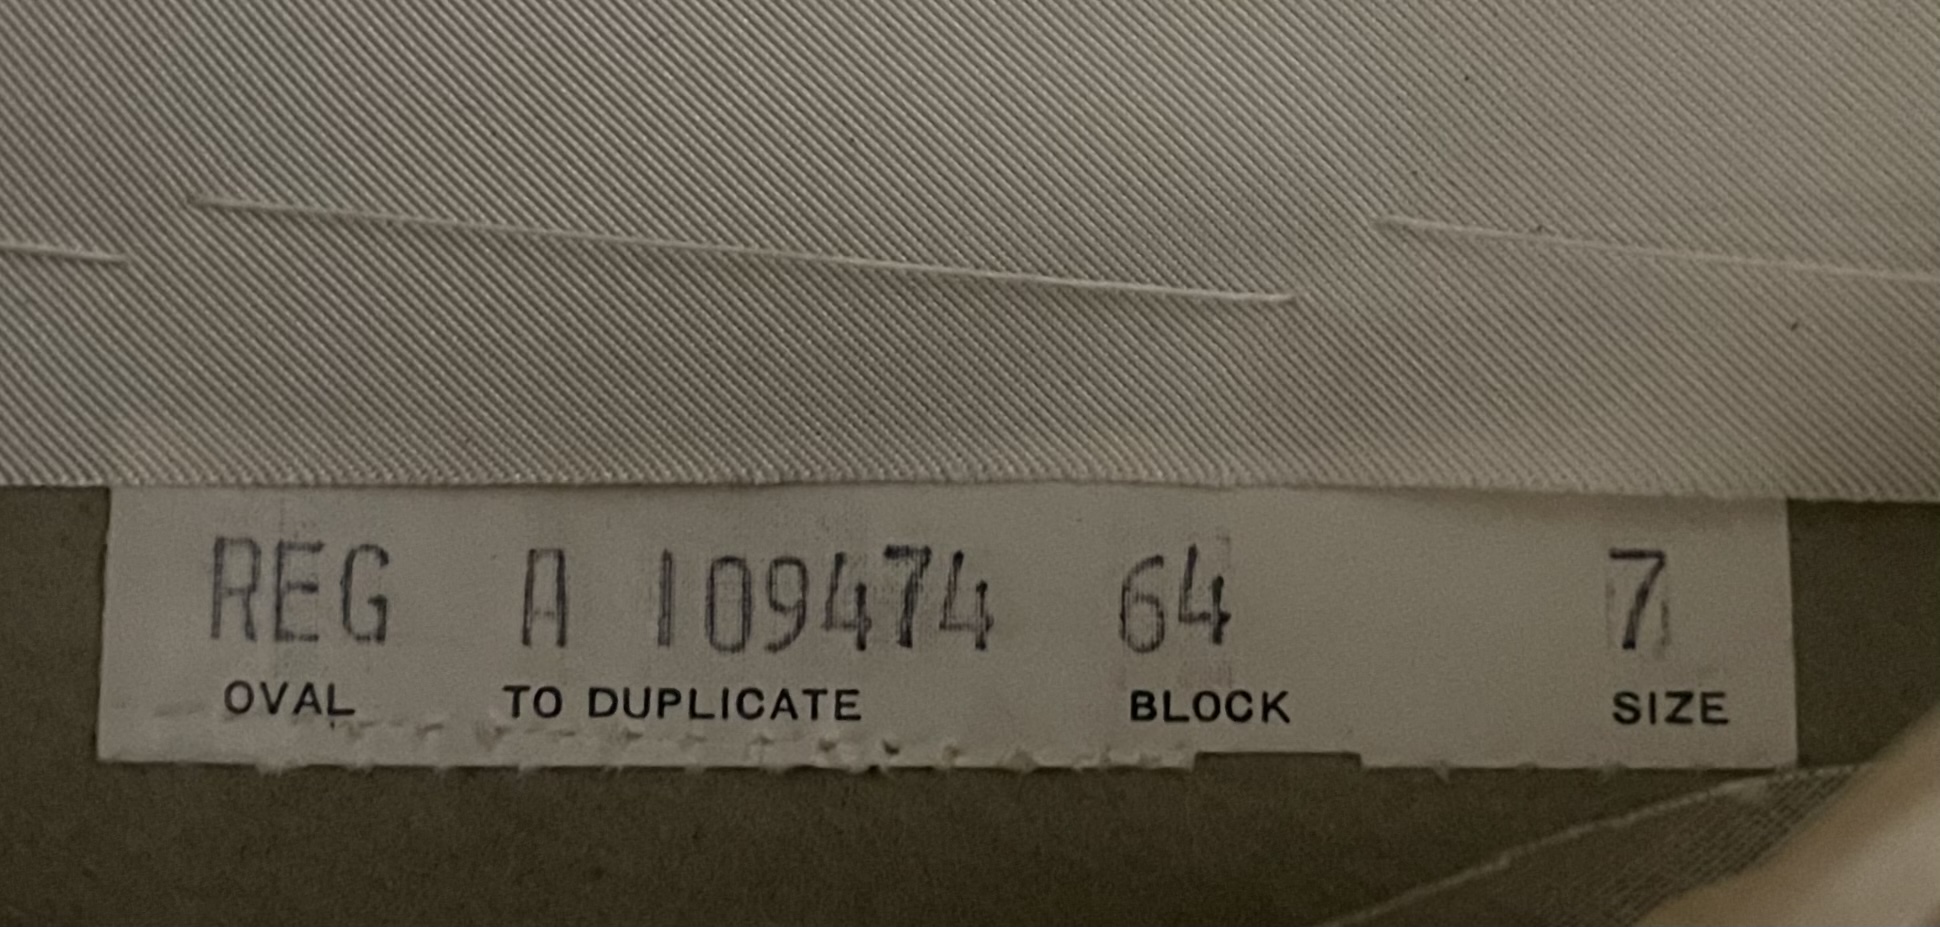 REG A 109474 64 7
OVAL TO DUPLICATE BLOCK SIZE